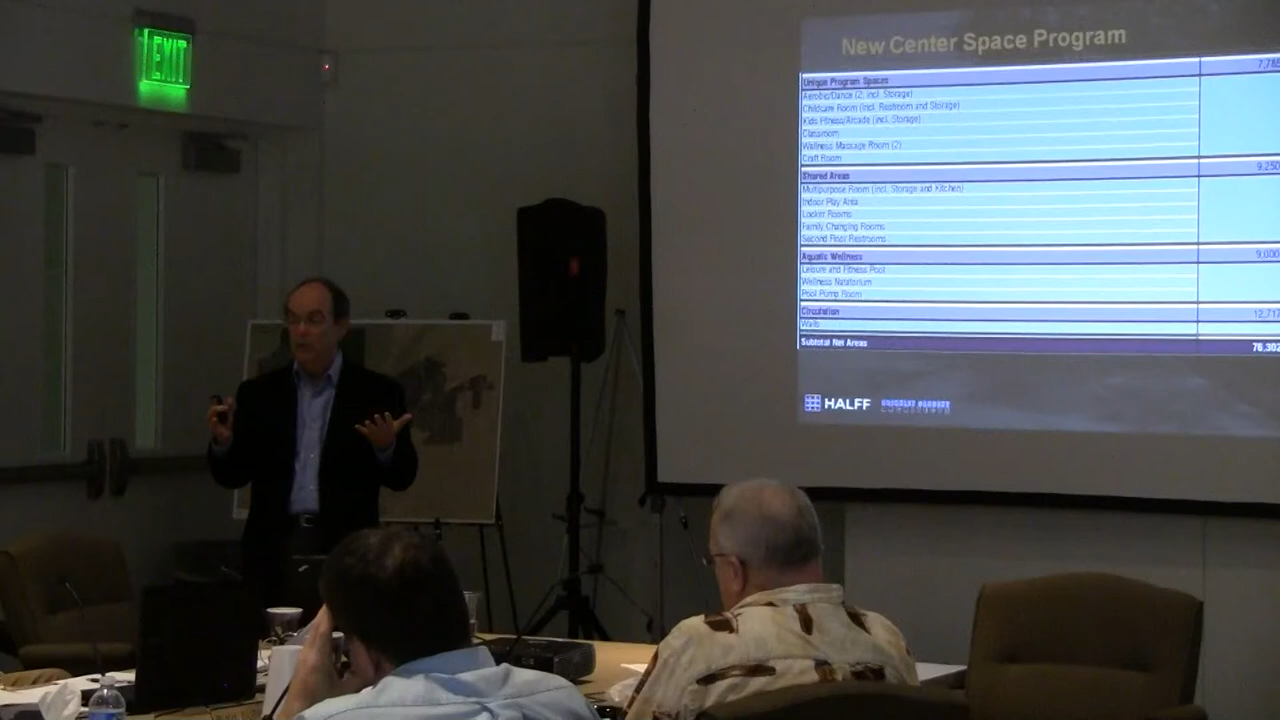 EXIT
New Center Space Program
Unique Program Spaces 7,765
Aerobic/Dance (2, incl. Storage)
Childcare Room (incl. Restroom and Storage)
Kids Fitness/Arcade (incl. Storage)
Classroom
Wellness Massage Room (2)
Craft Room
Shared Areas 9,250
Multipurpose Room (incl. Storage and Kitchen)
Indoor Play Area
Locker Rooms
Family Changing Rooms
Second Floor Restrooms
Aquatic Wellness 9,000
Leisure and Fitness Pool
Wellness Natatorium
Pool Pump Room
Circulation 12,717
Walls
Subtotal Net Areas 76,302
HALFF